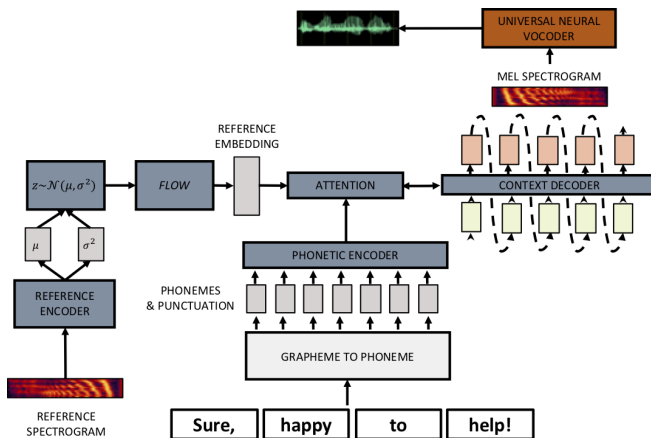 UNIVERSAL NEURAL
VOCODER
MEL SPECTROGRAM
REFERENCE
EMBEDDING
z~𝒩(μ, σ²)
FLOW
ATTENTION
CONTEXT DECODER
μ
σ²
PHONETIC ENCODER
REFERENCE
ENCODER
PHONEMES
& PUNCTUATION
GRAPHEME TO PHONEME
REFERENCE
SPECTROGRAM
Sure, happy to help!